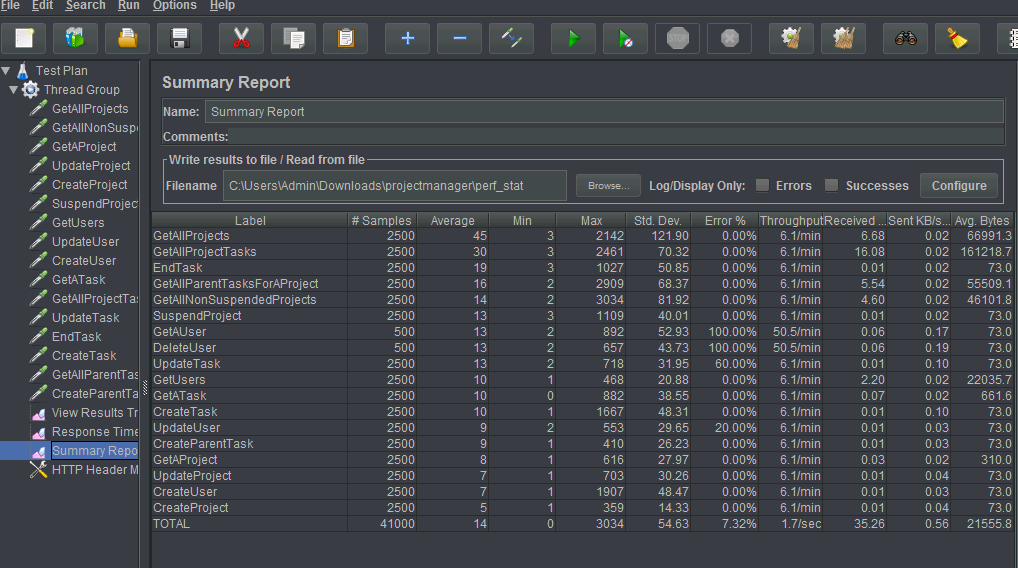 File Edit Search Run Options Help
STOP
Test Plan
Thread Group
GetAllProjects
GetAllNonSuspe
GetAProject
UpdateProject
CreateProject
SuspendProject
GetUsers
UpdateUser
CreateUser
GetATask
GetAllProjectTas
UpdateTask
EndTask
CreateTask
GetAllParentTas
CreateParentTa
View Results Tr
Response Time
Summary Repo
HTTP Header M
Summary Report
Name: Summary Report
Comments:
Write results to file / Read from file
Filename C:\Users\Admin\Downloads\projectmanager\perf_stat Browse... Log/Display Only: Errors Successes Configure
Label # Samples Average Min Max Std. Dev. Error % Throughput Received ... Sent KB/s... Avg. Bytes
GetAllProjects 2500 45 3 2142 121.90 0.00% 6.1/min 6.68 0.02 66991.3
GetAllProjectTasks 2500 30 3 2461 70.32 0.00% 6.1/min 16.08 0.02 161218.7
EndTask 2500 19 3 1027 50.85 0.00% 6.1/min 0.01 0.02 73.0
GetAllParentTasksForAProject 2500 16 2 2909 68.37 0.00% 6.1/min 5.54 0.02 55509.1
GetAllNonSuspendedProjects 2500 14 2 3034 81.92 0.00% 6.1/min 4.60 0.02 46101.8
SuspendProject 2500 13 3 1109 40.01 0.00% 6.1/min 0.01 0.02 73.0
GetAUser 500 13 2 892 52.93 100.00% 50.5/min 0.06 0.17 73.0
DeleteUser 500 13 2 657 43.73 100.00% 50.5/min 0.06 0.19 73.0
UpdateTask 2500 13 2 718 31.95 60.00% 6.1/min 0.01 0.10 73.0
GetUsers 2500 10 1 468 20.88 0.00% 6.1/min 2.20 0.02 22035.7
GetATask 2500 10 0 882 38.55 0.00% 6.1/min 0.07 0.02 661.6
CreateTask 2500 10 1 1667 48.31 0.00% 6.1/min 0.01 0.10 73.0
UpdateUser 2500 9 2 553 29.65 20.00% 6.1/min 0.01 0.03 73.0
CreateParentTask 2500 9 1 410 26.23 0.00% 6.1/min 0.01 0.03 73.0
GetAProject 2500 8 1 616 27.97 0.00% 6.1/min 0.03 0.02 310.0
UpdateProject 2500 7 1 703 30.26 0.00% 6.1/min 0.01 0.04 73.0
CreateUser 2500 7 1 1907 48.47 0.00% 6.1/min 0.01 0.03 73.0
CreateProject 2500 5 1 359 14.33 0.00% 6.1/min 0.01 0.04 73.0
TOTAL 41000 14 0 3034 54.63 7.32% 1.7/sec 35.26 0.56 21555.8